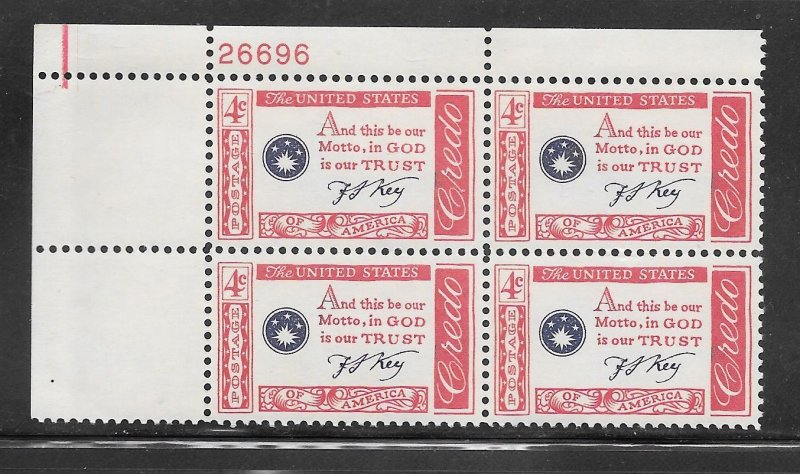 26696
4c The UNITED STATES
POSTAGE
And this be our
Motto, in GOD
is our TRUST
F S Key
OF AMERICA
Credo
4c The UNITED STATES
POSTAGE
And this be our
Motto, in GOD
is our TRUST
F S Key
OF AMERICA
Credo
4c The UNITED STATES
POSTAGE
And this be our
Motto, in GOD
is our TRUST
F S Key
OF AMERICA
Credo
4c The UNITED STATES
POSTAGE
And this be our
Motto, in GOD
is our TRUST
F S Key
OF AMERICA
Credo